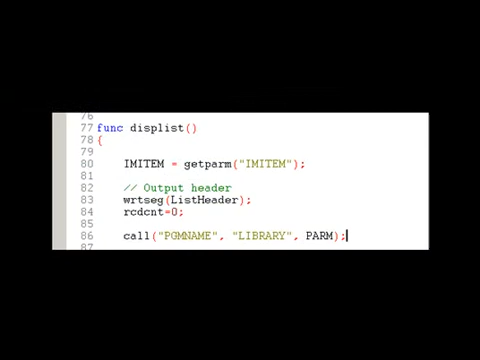 76
77 func displist()
78 {
79
80 IMITEM = getparm("IMITEM");
81
82 // Output header
83 wrtseg(ListHeader);
84 rcdcnt=0;
85
86 call("PGMNAME", "LIBRARY", PARM);
87